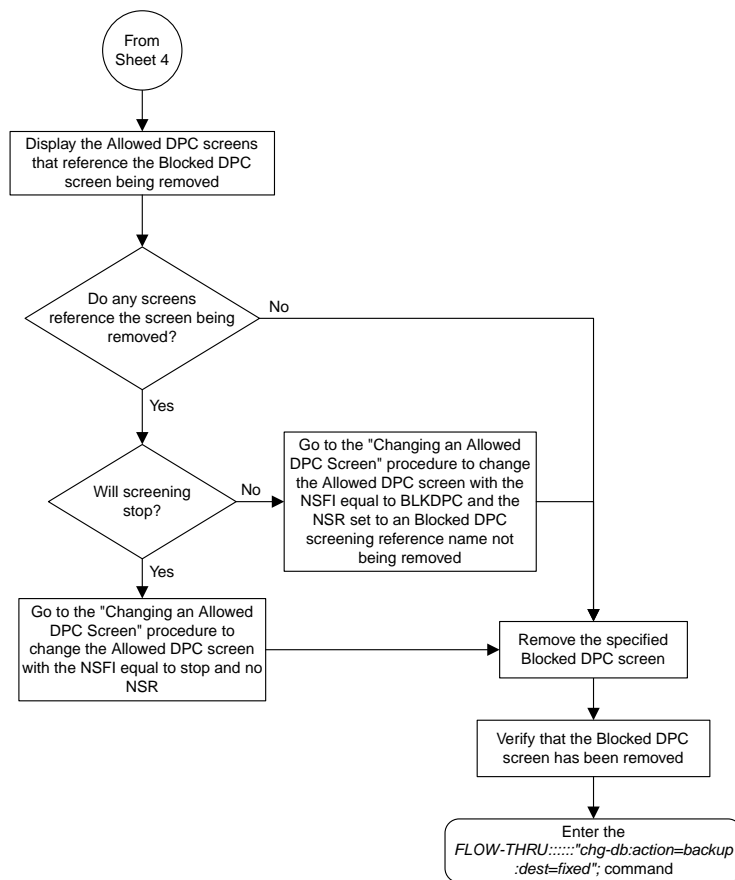 From
Sheet 4
Display the Allowed DPC screens
that reference the Blocked DPC
screen being removed
Do any screens
reference the screen being
removed?
No
Yes
Will screening
stop?
No
Go to the "Changing an Allowed
DPC Screen" procedure to change
the Allowed DPC screen with the
NSFI equal to BLKDPC and the
NSR set to an Blocked DPC
screening reference name not
being removed
Yes
Go to the "Changing an Allowed
DPC Screen" procedure to
change the Allowed DPC screen
with the NSFI equal to stop and no
NSR
Remove the specified
Blocked DPC screen
Verify that the Blocked DPC
screen has been removed
Enter the
FLOW-THRU::::::"chg-db:action=backup
:dest=fixed"; command